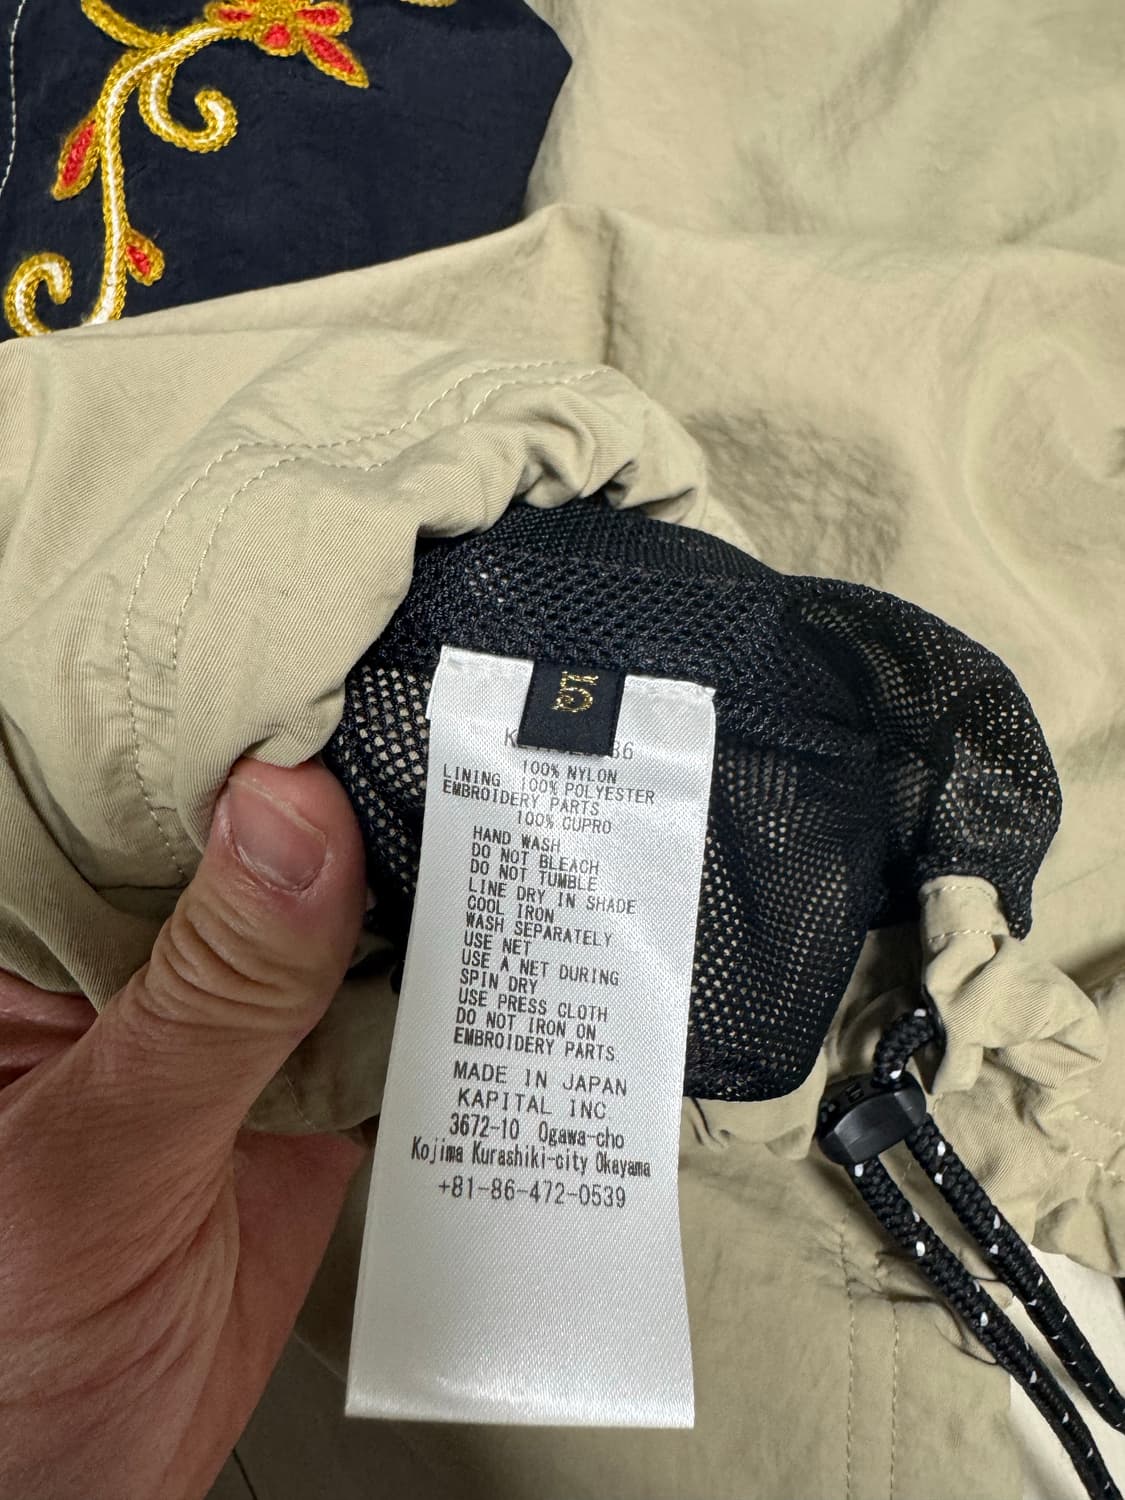 5
100% NYLON
LINING 100% POLYESTER
EMBROIDERY PARTS
100% CUPRO
HAND WASH
DO NOT BLEACH
DO NOT TUMBLE
LINE DRY IN SHADE
COOL IRON
WASH SEPARATELY
USE NET
USE A NET DURING
SPIN DRY
USE PRESS CLOTH
DO NOT IRON ON
EMBROIDERY PARTS
MADE IN JAPAN
KAPITAL INC
3672-10 Ogawa-cho
Kojima Kurashiki-city Okayama
+81-86-472-0539